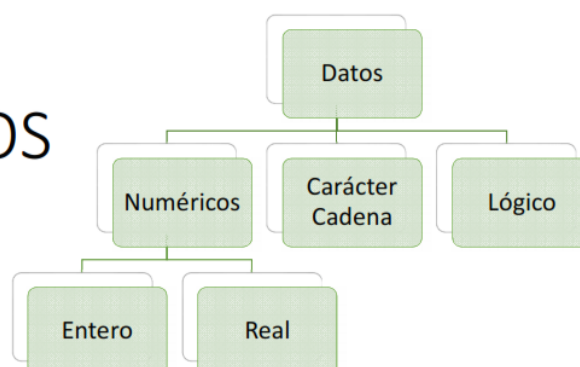 Datos
os
Numéricos
Carácter
Cadena
Lógico
Entero
Real